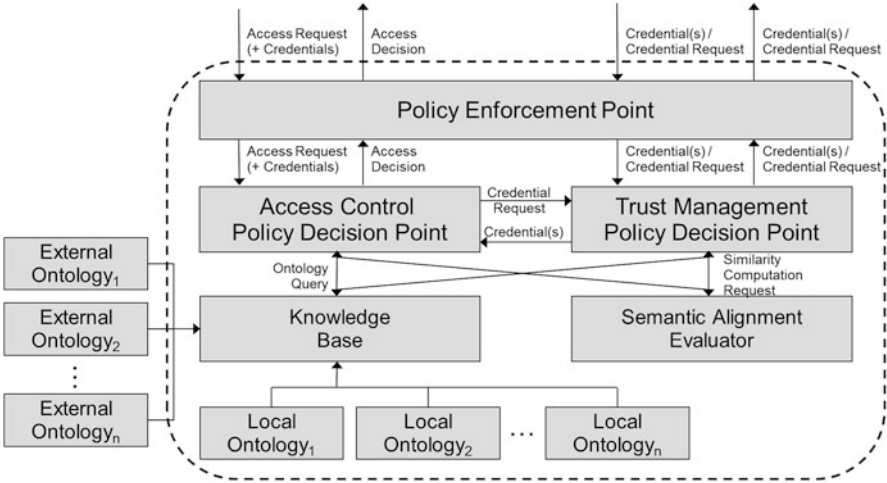 Access Request
(+ Credentials)
Access
Decision
Credential(s) /
Credential Request
Credential(s) /
Credential Request
Policy Enforcement Point
Access Request
(+ Credentials)
Access
Decision
Credential(s) /
Credential Request
Credential(s) /
Credential Request
Access Control
Policy Decision Point
Credential
Request
Credential(s)
Trust Management
Policy Decision Point
External
Ontology₁
Ontology
Query
Similarity
Computation
Request
External
Ontology₂
Knowledge
Base
Semantic Alignment
Evaluator
⋮
External
Ontologyₙ
Local
Ontology₁
Local
Ontology₂
...
Local
Ontologyₙ